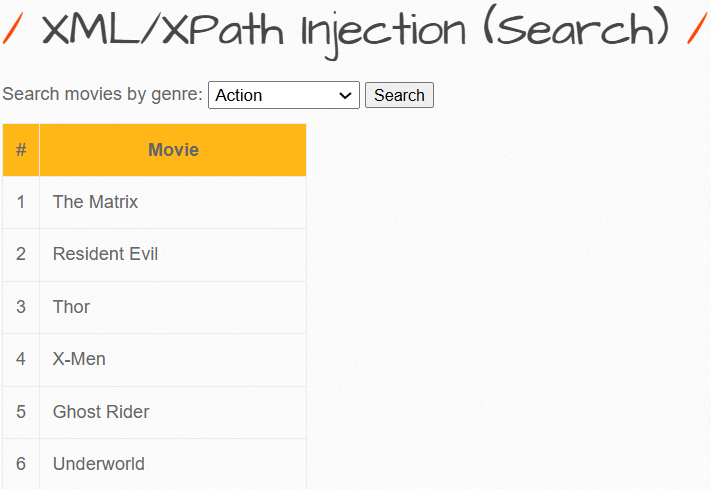 / XML/XPath Injection (Search) /
Search movies by genre: Action Search
# Movie
1 The Matrix
2 Resident Evil
3 Thor
4 X-Men
5 Ghost Rider
6 Underworld